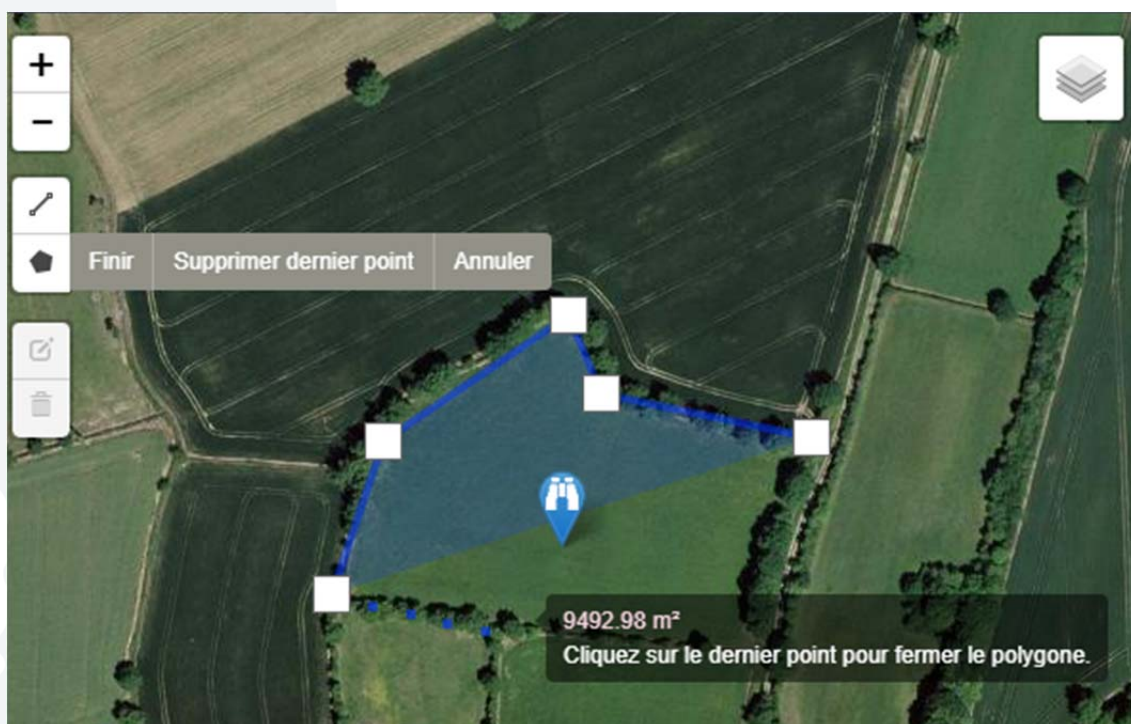 +
−
Finir Supprimer dernier point Annuler
9492.98 m²
Cliquez sur le dernier point pour fermer le polygone.